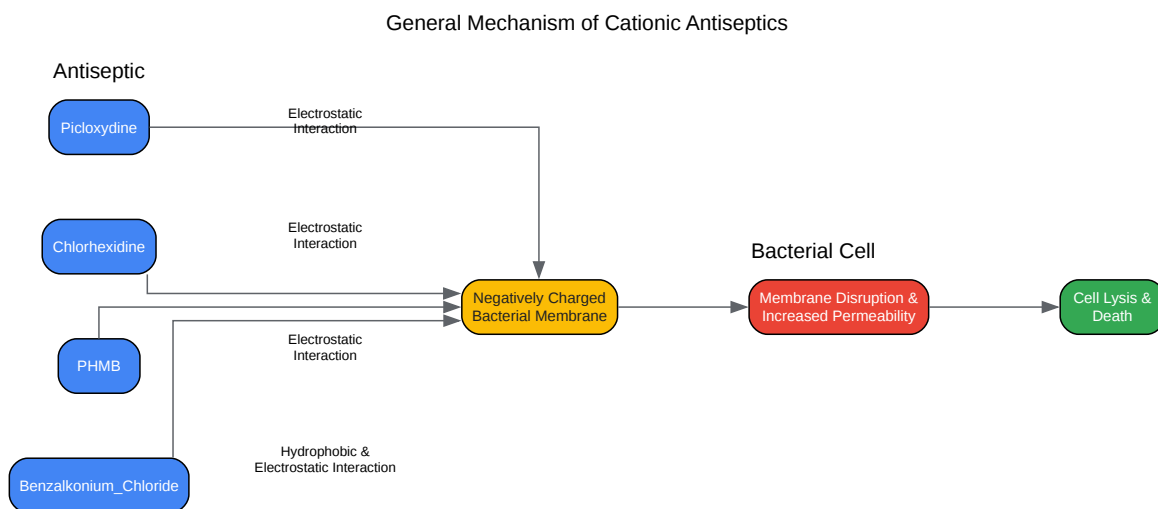 General Mechanism of Cationic Antiseptics
Antiseptic
Picloxydine
Electrostatic
Interaction
Chlorhexidine
Electrostatic
Interaction
Bacterial Cell
Negatively Charged
Bacterial Membrane
Membrane Disruption &
Increased Permeability
Cell Lysis &
Death
PHMB
Electrostatic
Interaction
Hydrophobic &
Electrostatic Interaction
Benzalkonium_Chloride